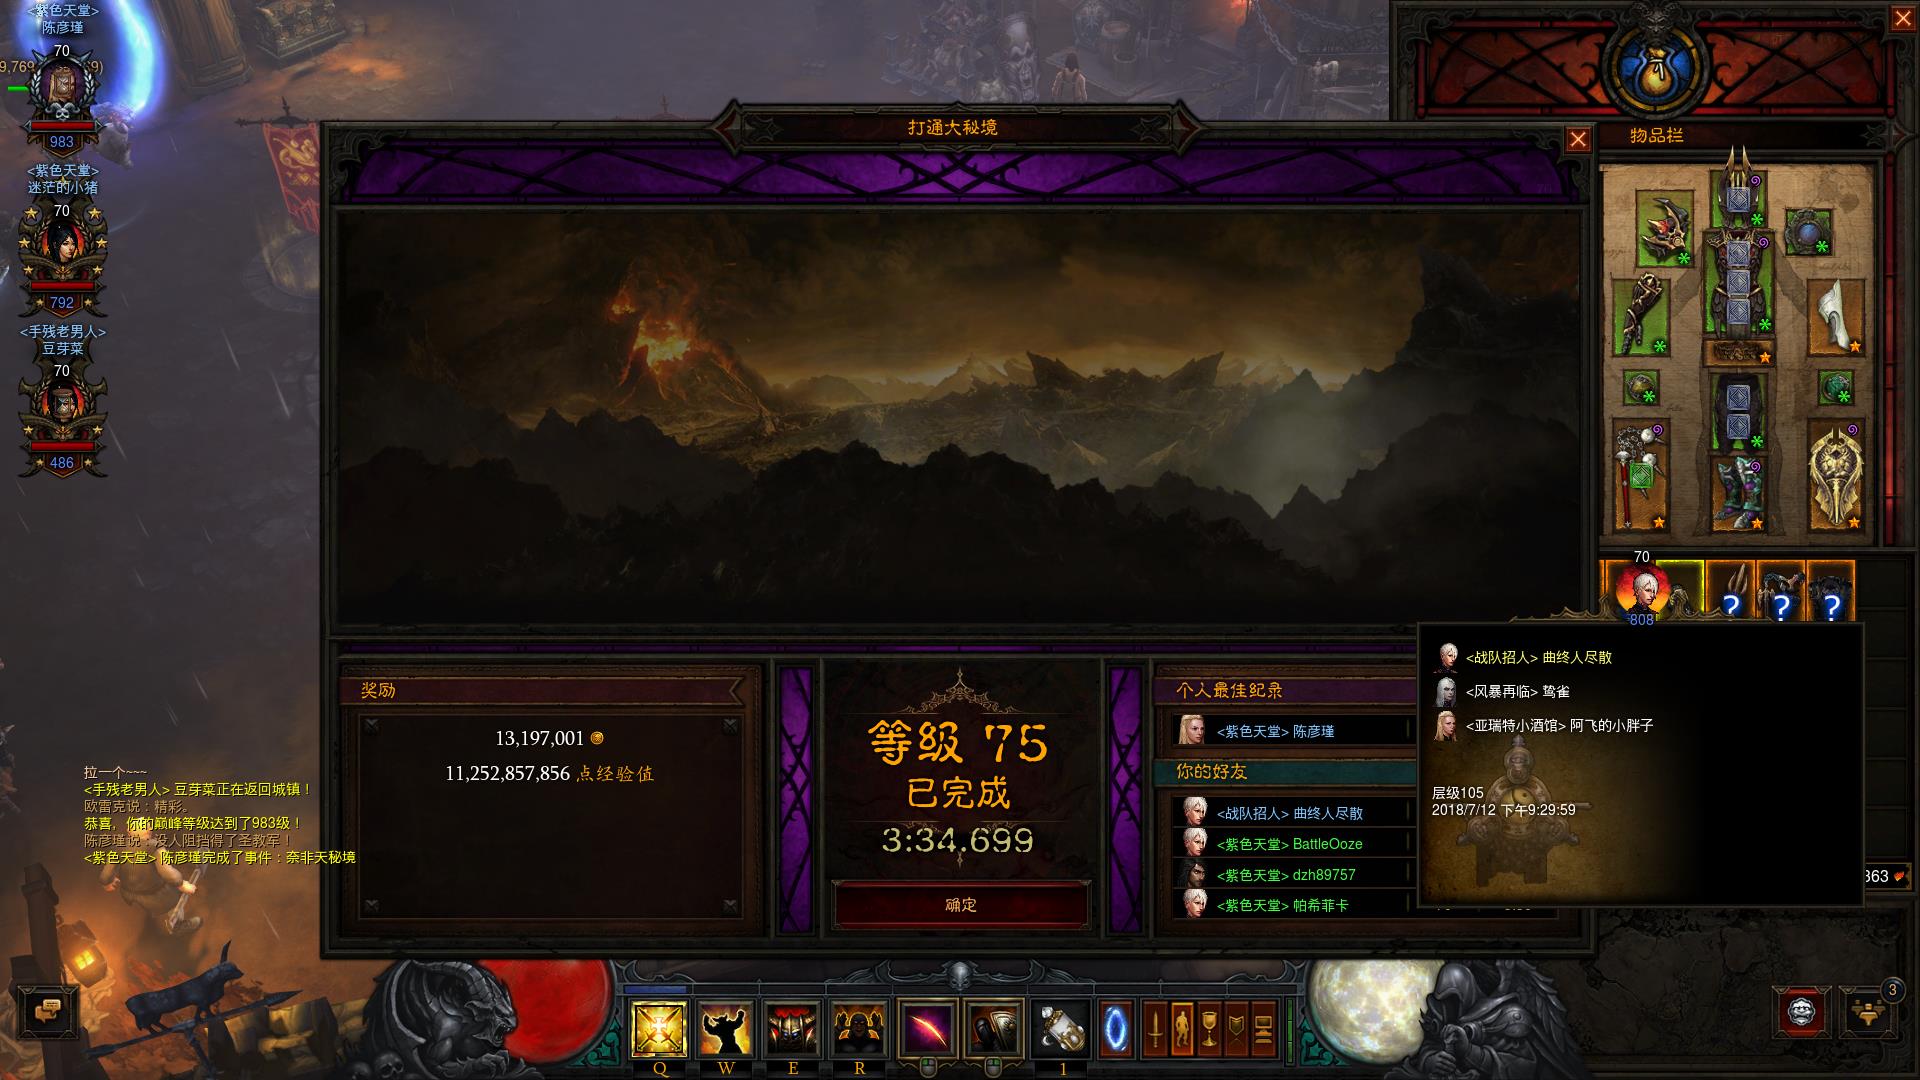 <紫色天堂>
陈彦瑾
70
983
<紫色天堂>
迷茫的小猪
70
792
<手残老男人>
豆芽菜
70
486
打通大秘境
物品栏
奖励
13,197,001
11,252,857,856 点经验值
等级 75
已完成
3:34.699
确定
个人最佳纪录
<紫色天堂> 陈彦瑾
你的好友
<战队招人> 曲终人尽散
<紫色天堂> BattleOoze
<紫色天堂> dzh89757
<紫色天堂> 帕希菲卡
70
808
? ? ?
<战队招人> 曲终人尽散
<风暴再临> 鸷雀
<亚瑞特小酒馆> 阿飞的小胖子
层级105
2018/7/12 下午9:29:59
拉一个~~~
<手残老男人> 豆芽菜正在返回城镇！
欧雷克说：精彩。
恭喜，你的巅峰等级达到了983级！
陈彦瑾说：没人阻挡得了圣教军！
<紫色天堂> 陈彦瑾完成了事件：奈非天秘境
363
3
Q W E R 1